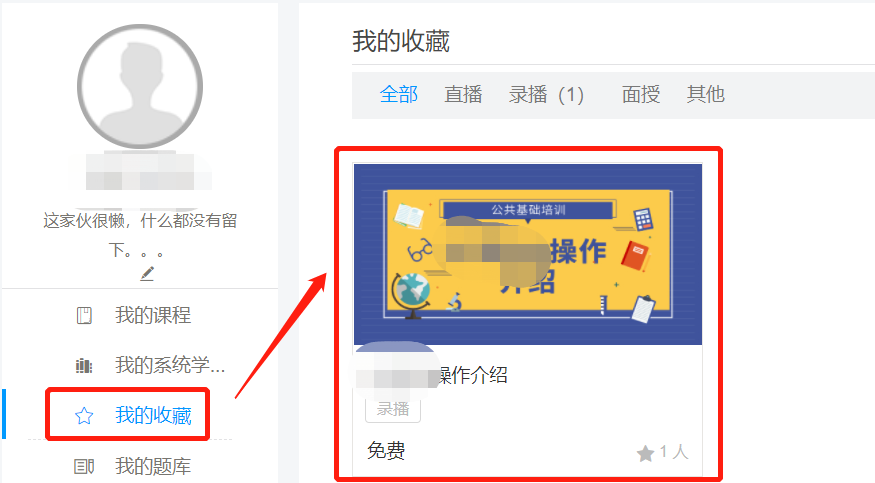 这家伙很懒，什么都没有留
下。。。
我的课程
我的系统学...
我的收藏
我的题库
我的收藏
全部 直播 录播（1） 面授 其他
公共基础培训
操作
介绍
操作介绍
录播
免费 1 人